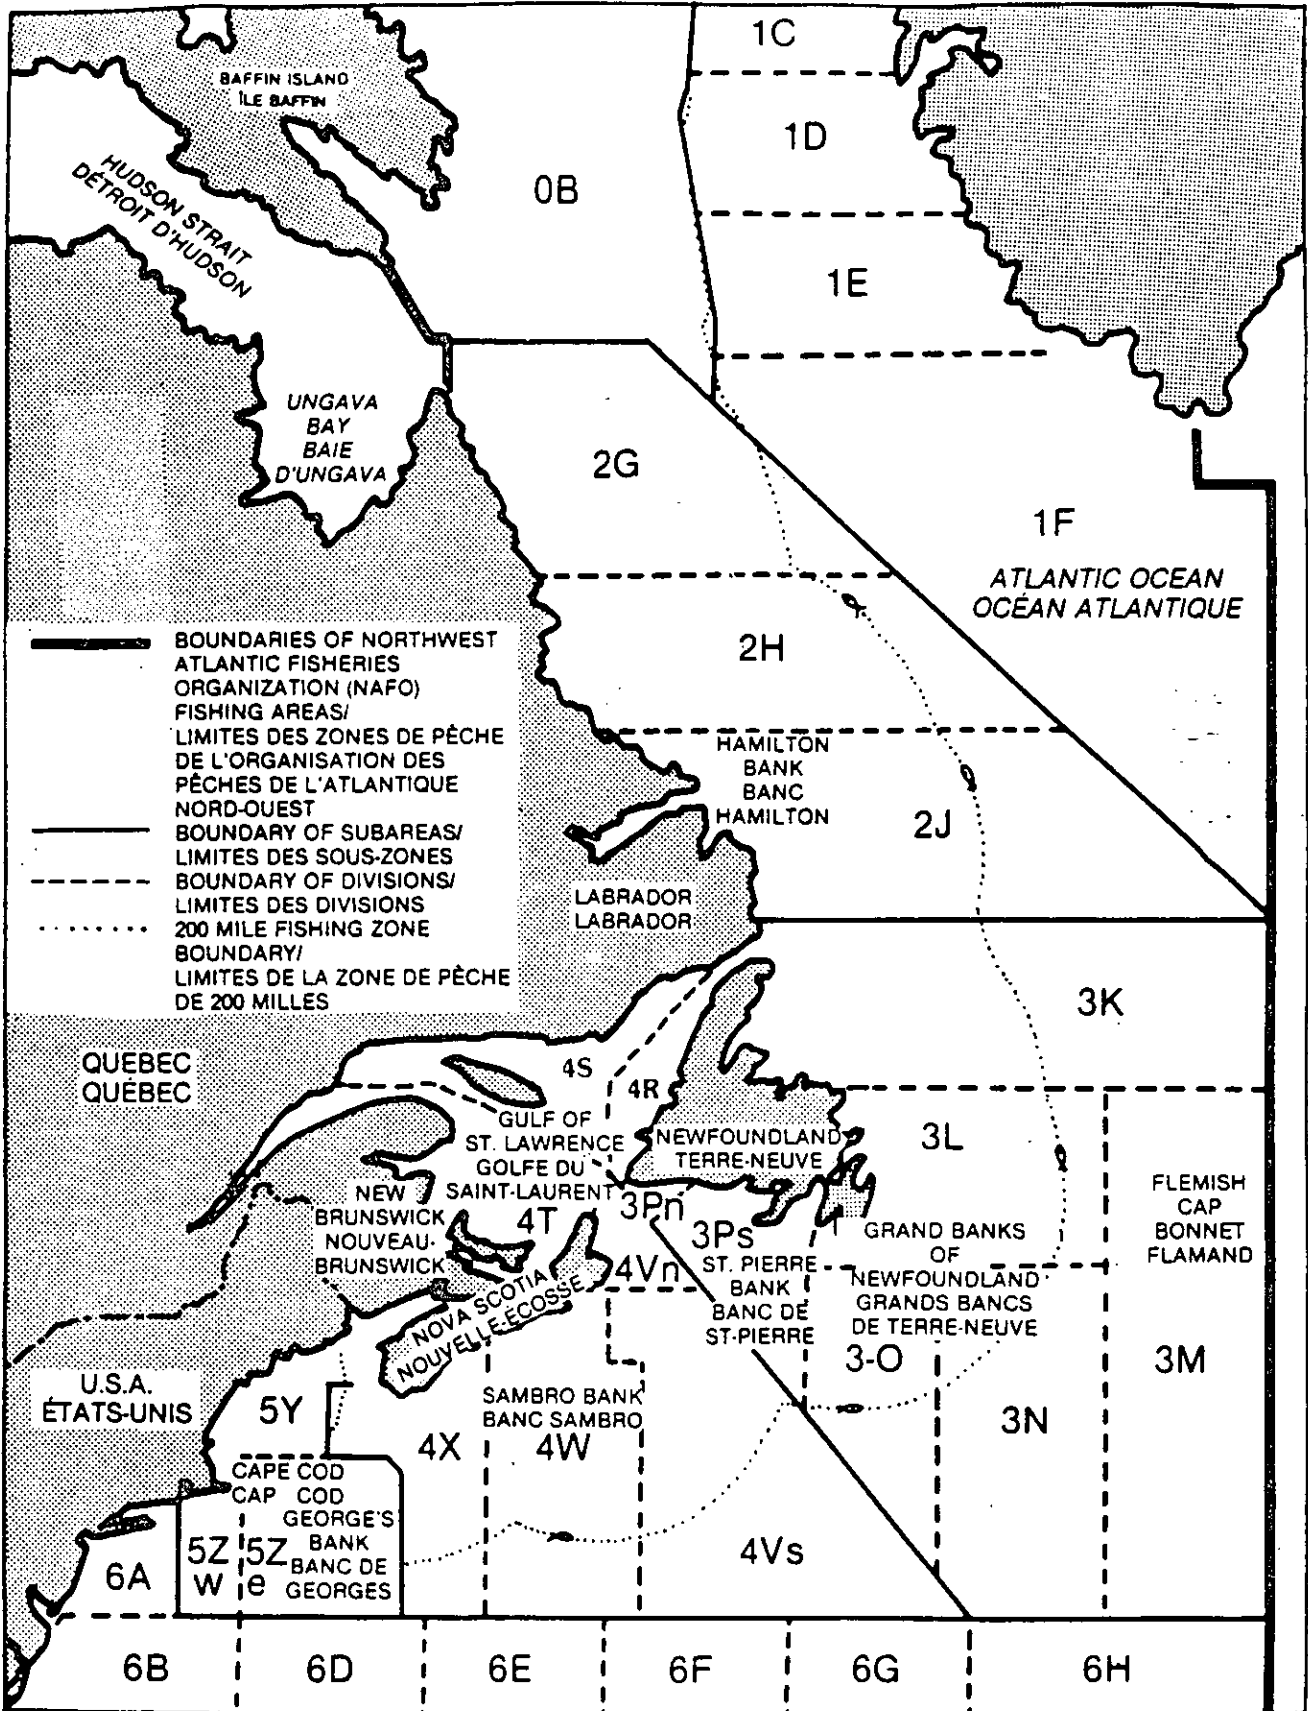 1C
BAFFIN ISLAND
ÎLE BAFFIN
1D
HUDSON STRAIT
DÉTROIT D'HUDSON
0B
1E
UNGAVA
BAY
BAIE
D'UNGAVA
2G
1F
ATLANTIC OCEAN
OCÉAN ATLANTIQUE
2H
BOUNDARIES OF NORTHWEST
ATLANTIC FISHERIES
ORGANIZATION (NAFO)
FISHING AREAS/
LIMITES DES ZONES DE PÊCHE
DE L'ORGANISATION DES
PÊCHES DE L'ATLANTIQUE
NORD-OUEST
BOUNDARY OF SUBAREAS/
LIMITES DES SOUS-ZONES
BOUNDARY OF DIVISIONS/
LIMITES DES DIVISIONS
200 MILE FISHING ZONE
BOUNDARY/
LIMITES DE LA ZONE DE PÊCHE
DE 200 MILLES
HAMILTON
BANK
BANC
HAMILTON
2J
LABRADOR
LABRADOR
3K
QUEBEC
QUÉBEC
4S
4R
GULF OF
ST. LAWRENCE
GOLFE DU
SAINT-LAURENT
NEWFOUNDLAND
TERRE-NEUVE
3L
FLEMISH
CAP
BONNET
FLAMAND
NEW
BRUNSWICK
NOUVEAU-
BRUNSWICK
4T
3Pn
3Ps
4Vn
GRAND BANKS
OF
NEWFOUNDLAND
GRANDS BANCS
DE TERRE-NEUVE
ST. PIERRE
BANK
BANC DE
ST-PIERRE
NOVA SCOTIA
NOUVELLE-ÉCOSSE
3-O
3M
U.S.A.
ÉTATS-UNIS
5Y
SAMBRO BANK
BANC SAMBRO
4X
4W
3N
CAPE COD
CAP COD
GEORGE'S
BANK
BANC DE
GEORGES
5Z
w
5Z
e
4Vs
6A
6B
6D
6E
6F
6G
6H